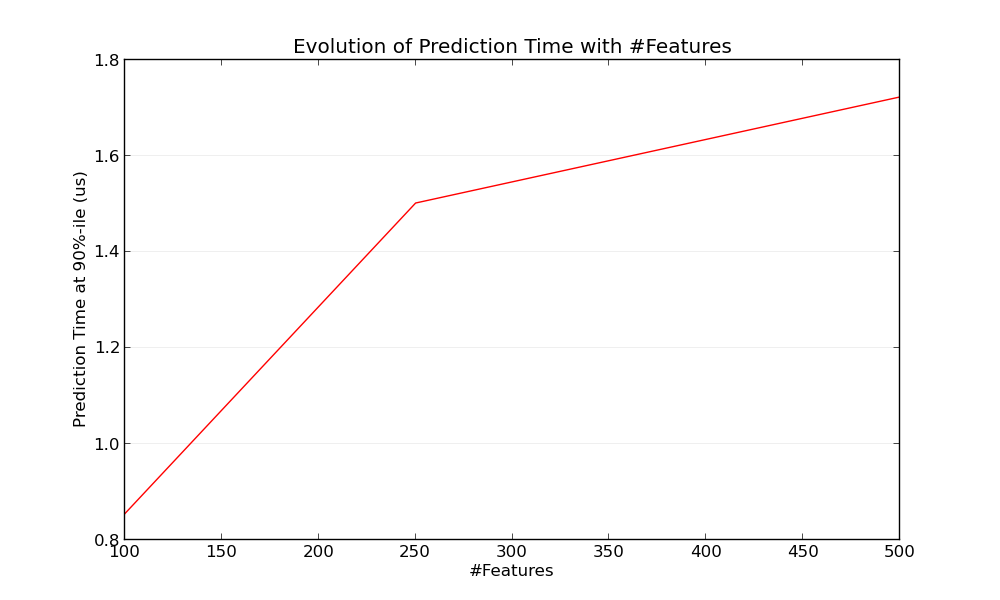 Evolution of Prediction Time with #Features
Prediction Time at 90%-ile (us)
1.8
1.6
1.4
1.2
1.0
0.8
100 150 200 250 300 350 400 450 500
#Features